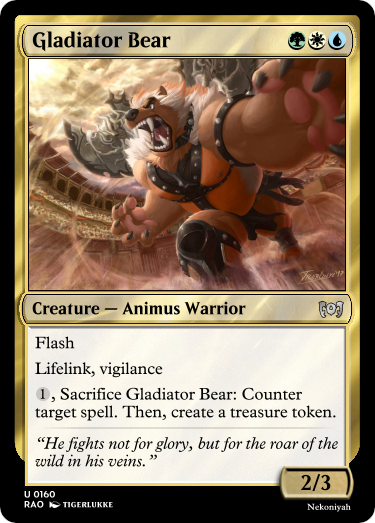 Gladiator Bear
Creature — Animus Warrior
Flash
Lifelink, vigilance
1, Sacrifice Gladiator Bear: Counter
target spell. Then, create a treasure token.
“He fights not for glory, but for the roar of the
wild in his veins.”
2/3
U 0160
RAO TIGERLUKKE
Nekoniyah